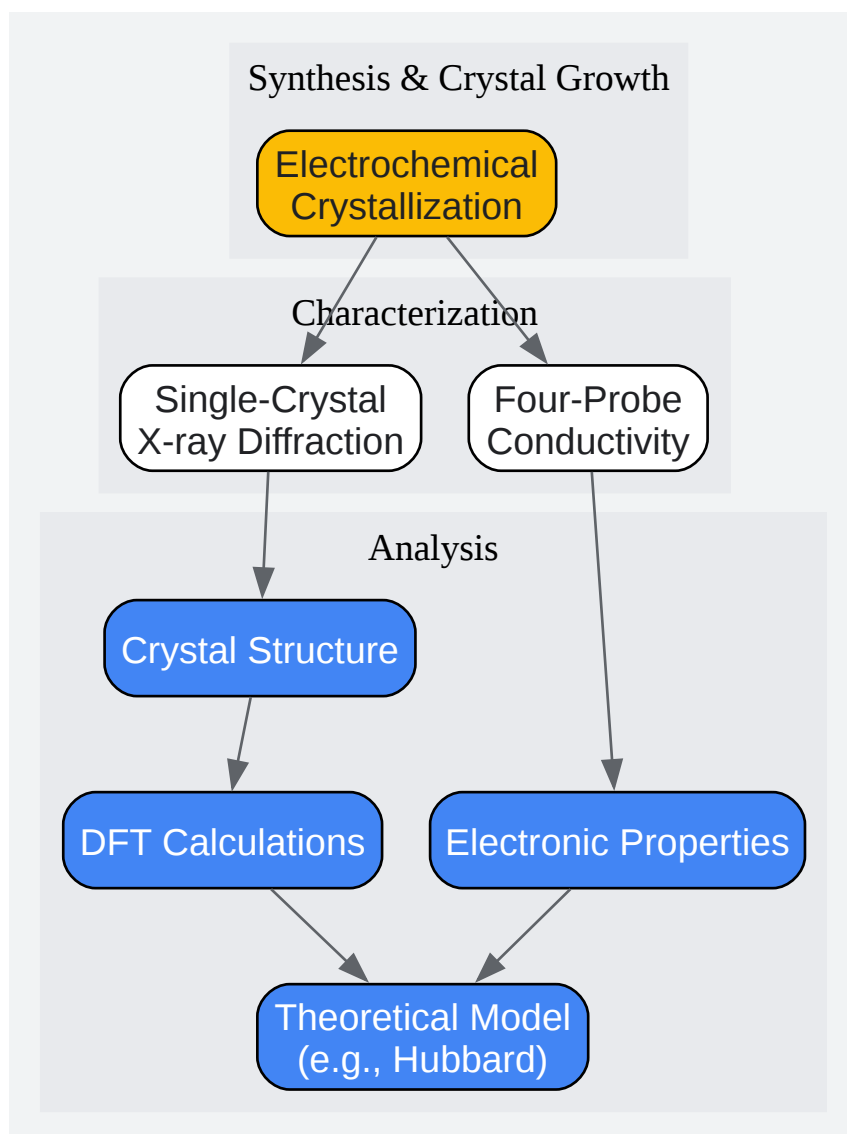 Synthesis & Crystal Growth
Electrochemical
Crystallization
Characterization
Single-Crystal
X-ray Diffraction
Four-Probe
Conductivity
Analysis
Crystal Structure
DFT Calculations
Electronic Properties
Theoretical Model
(e.g., Hubbard)